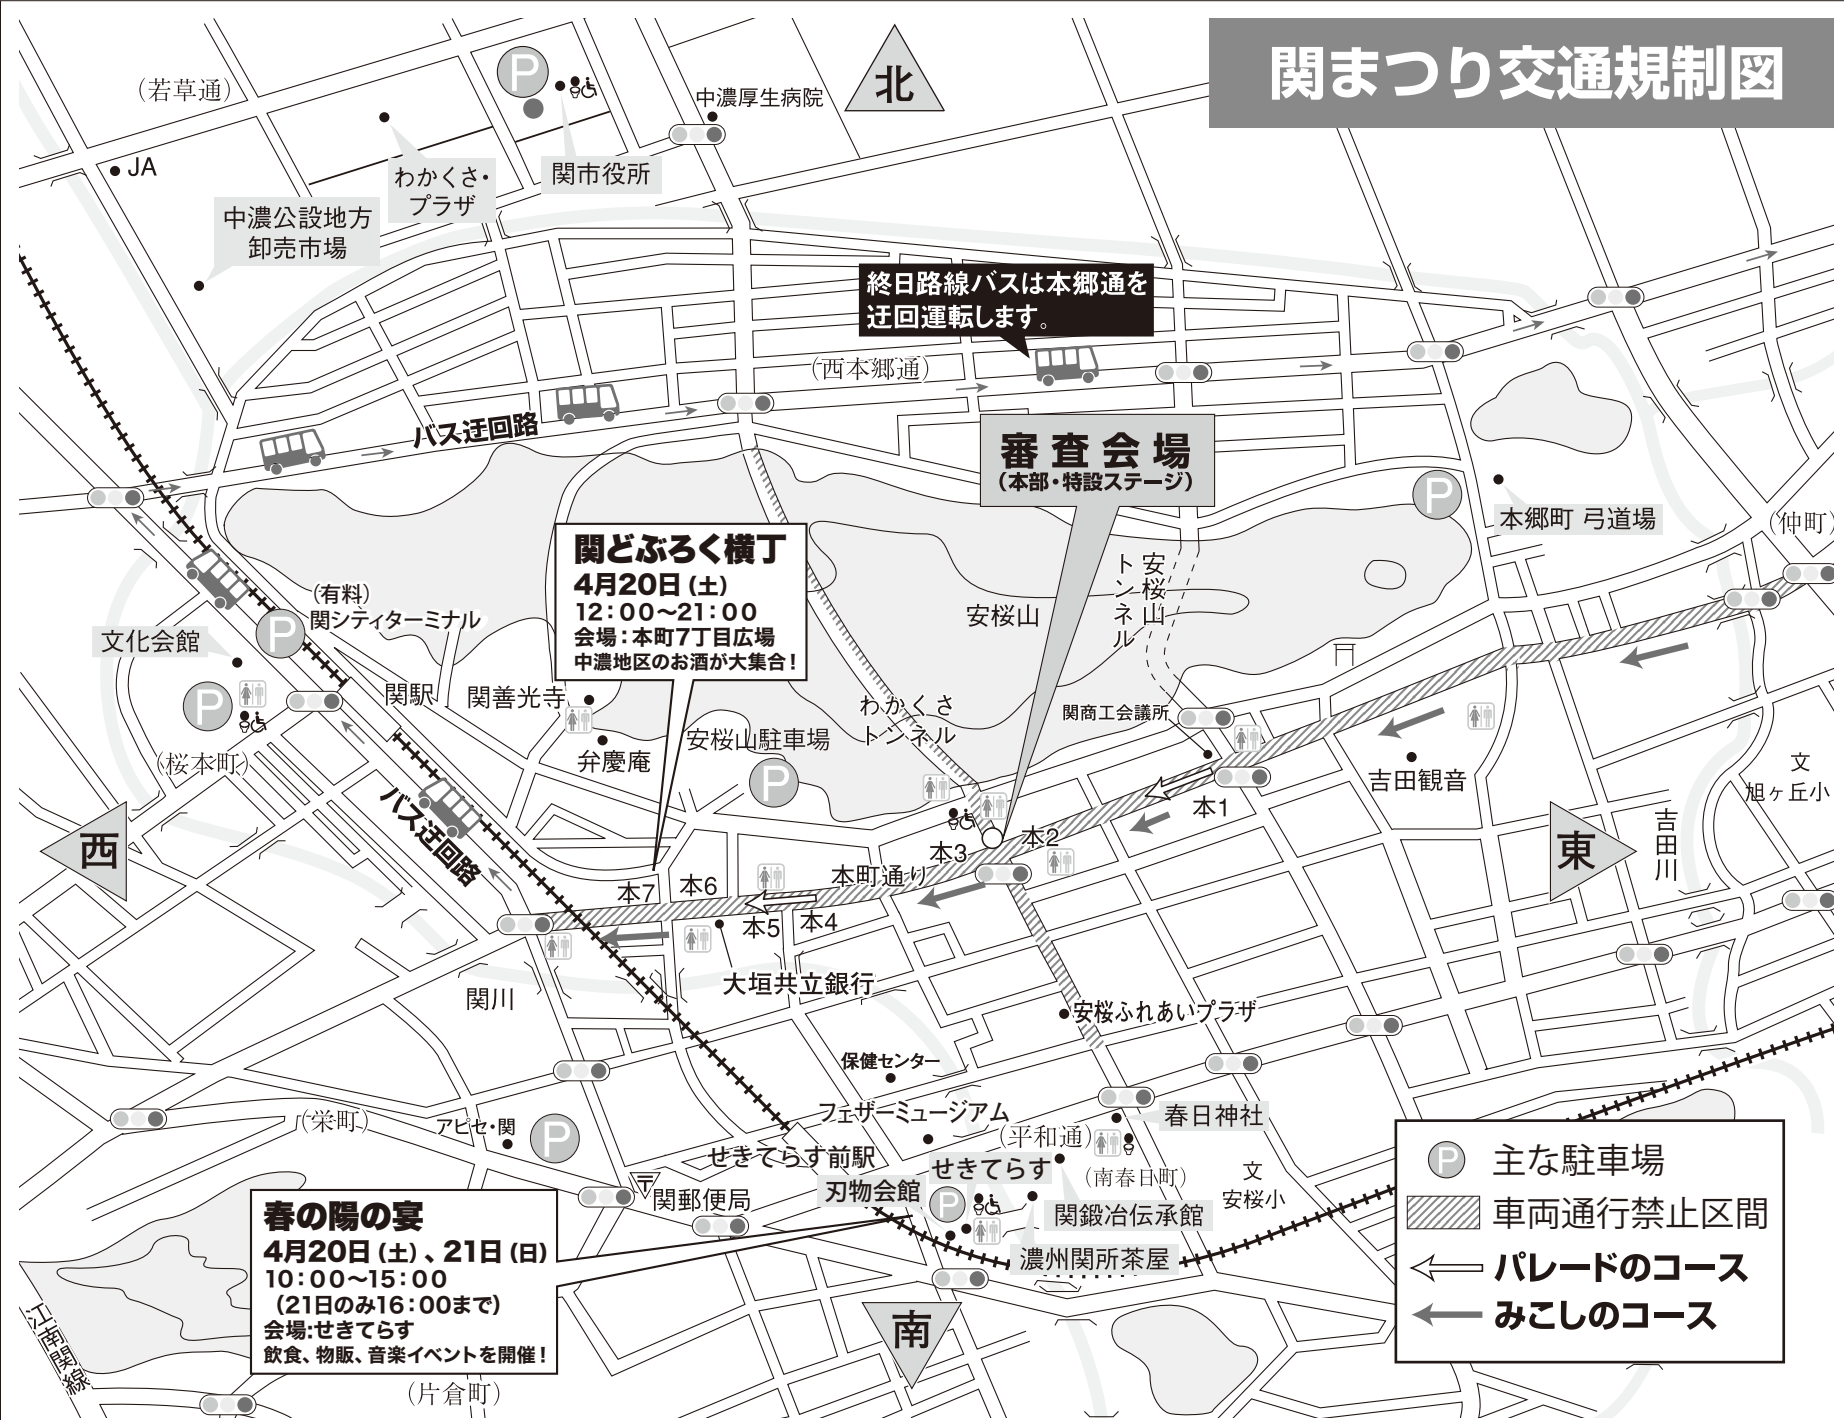 関まつり交通規制図
北
(若草通)
P
中濃厚生病院
JA
わかくさ・
プラザ
関市役所
中濃公設地方
卸売市場
終日路線バスは本郷通を
迂回運転します。
(西本郷通)
バス迂回路
審査会場
(本部・特設ステージ)
P
本郷町 弓道場
(仲町)
関どぶろく横丁
4月20日(土)
12:00〜21:00
会場:本町7丁目広場
中濃地区のお酒が大集合!
安桜山
トンネル
安桜山
(有料)
関シティターミナル
P
文化会館
P
関駅
関善光寺
弁慶庵
安桜山駐車場
P
わかくさ
トンネル
関商工会議所
吉田観音
文
旭ヶ丘小
(桜本町)
西
バス迂回路
本1
本2
本3
本町通り
本4
本5
本6
本7
東
吉田川
大垣共立銀行
関川
安桜ふれあいプラザ
保健センター
フェザーミュージアム
(栄町)
アピセ・関
P
(平和通)
春日神社
せきてらす前駅
せきてらす
(南春日町)
文
安桜小
〒
関郵便局
刃物会館
P
関鍛冶伝承館
濃州関所茶屋
春の陽の宴
4月20日(土)、21日(日)
10:00〜15:00
(21日のみ16:00まで)
会場:せきてらす
飲食、物販、音楽イベントを開催!
江南関線
(片倉町)
南
P 主な駐車場
車両通行禁止区間
パレードのコース
みこしのコース